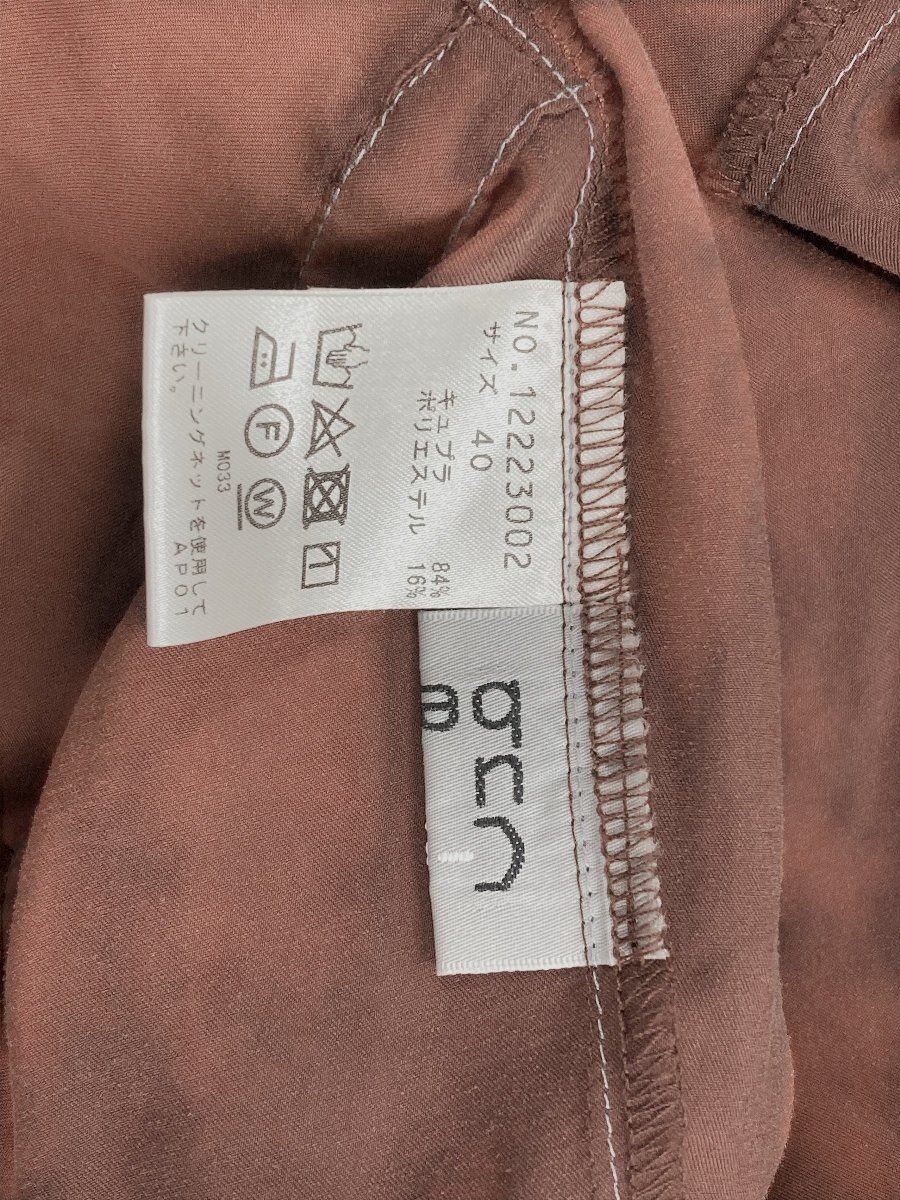 NO.12223002
サイズ 40
キュプラ 84%
ポリエステル 16%
F
W
M033
クリーニングネットを使用して
下さい。
AP01